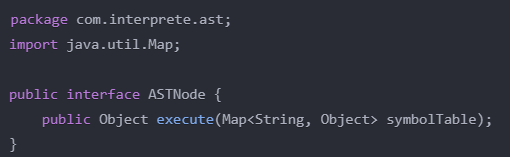 package com.interprete.ast;
import java.util.Map;
public interface ASTNode {
public Object execute(Map<String, Object> symbolTable);
}